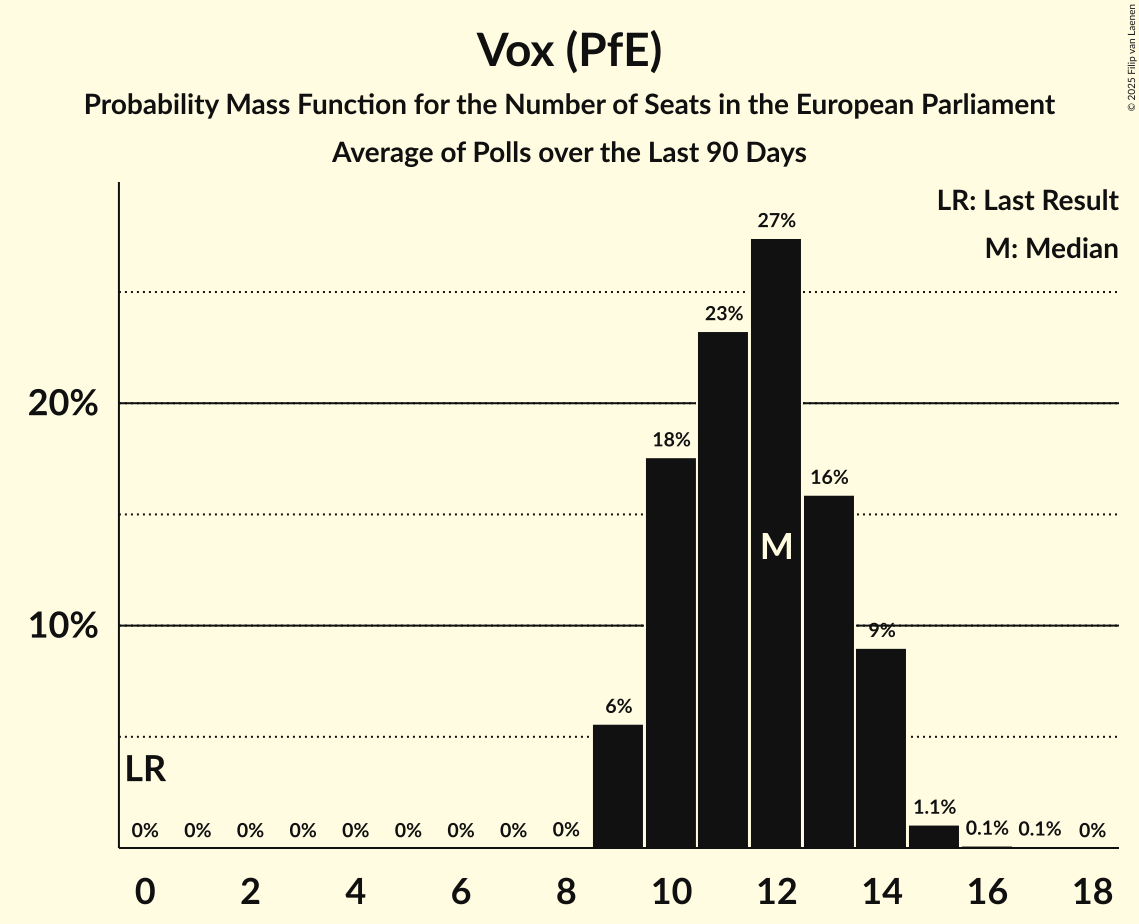 Vox (PfE)
Probability Mass Function for the Number of Seats in the European Parliament
Average of Polls over the Last 90 Days
© 2025 Filip van Laenen
LR: Last Result
M: Median
27%
23%
20%
18%
16%
M
10%
9%
6%
LR
1.1%
0% 0% 0% 0% 0% 0% 0% 0% 0% 0.1% 0.1% 0%
0 2 4 6 8 10 12 14 16 18